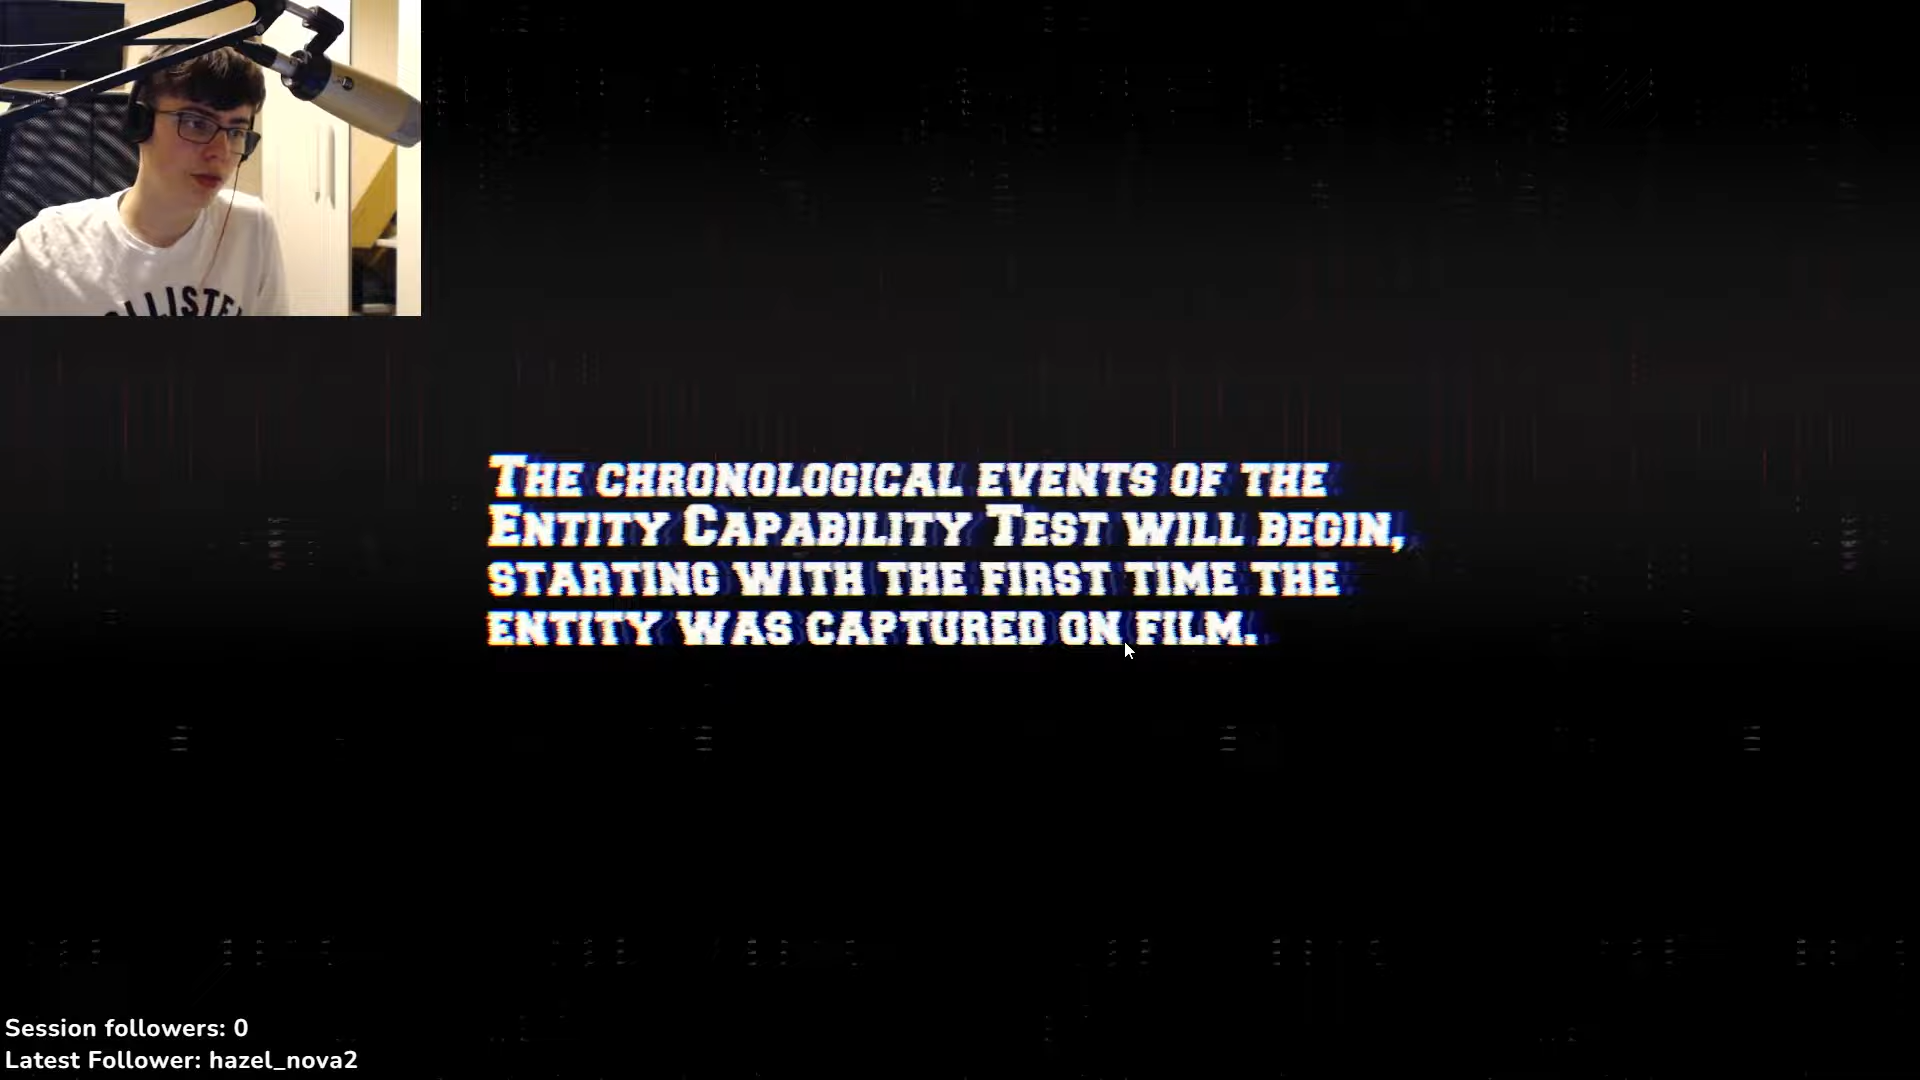 The chronological events of the
Entity Capability Test will begin,
starting with the first time the
entity was captured on film.
Session followers: 0
Latest Follower: hazel_nova2